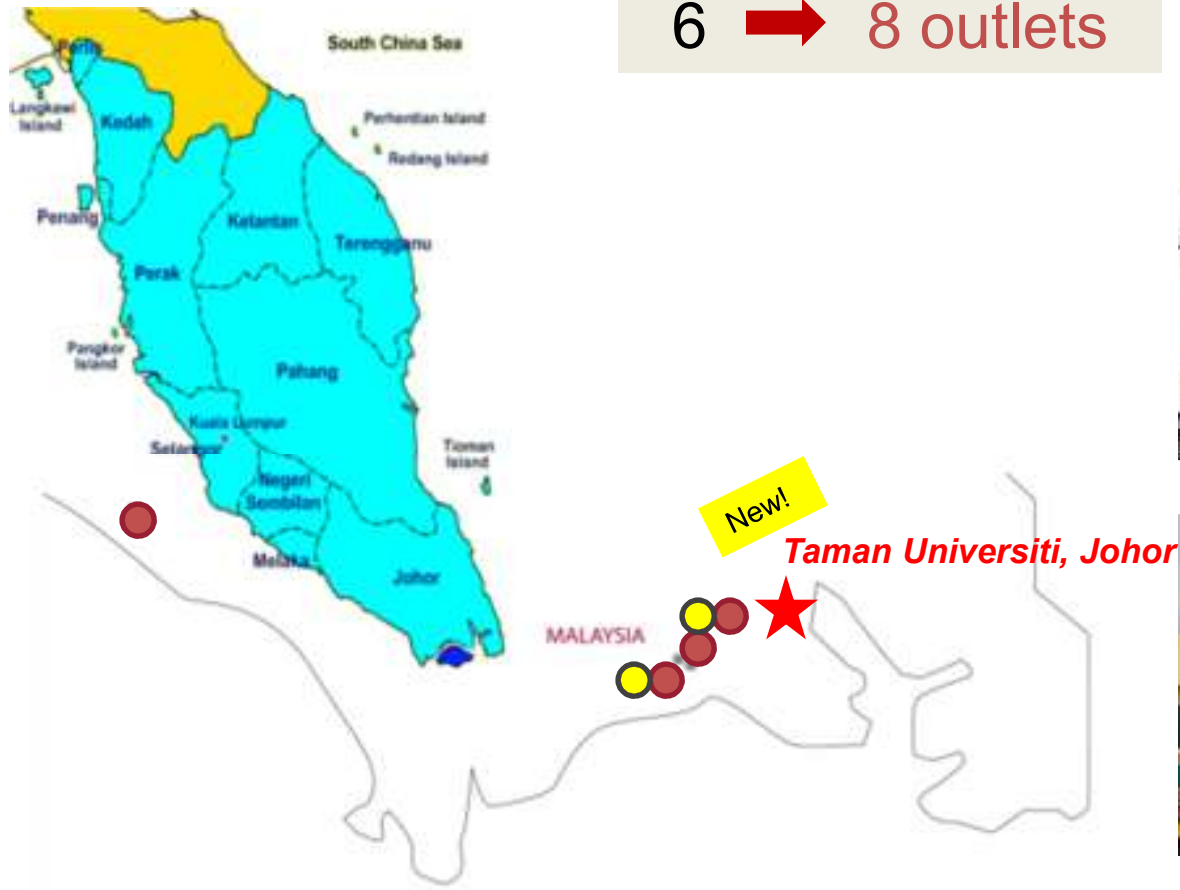 6 8 outlets
South China Sea
Perlis
Langkawi
Island
Kedah
Perhentian Island
Redang Island
Penang
Kelantan
Terengganu
Perak
Pangkor
Island
Pahang
Kuala Lumpur
Selangor
Tioman
Island
Negeri
Sembilan
New!
Taman Universiti, Johor
Melaka
Johor
MALAYSIA